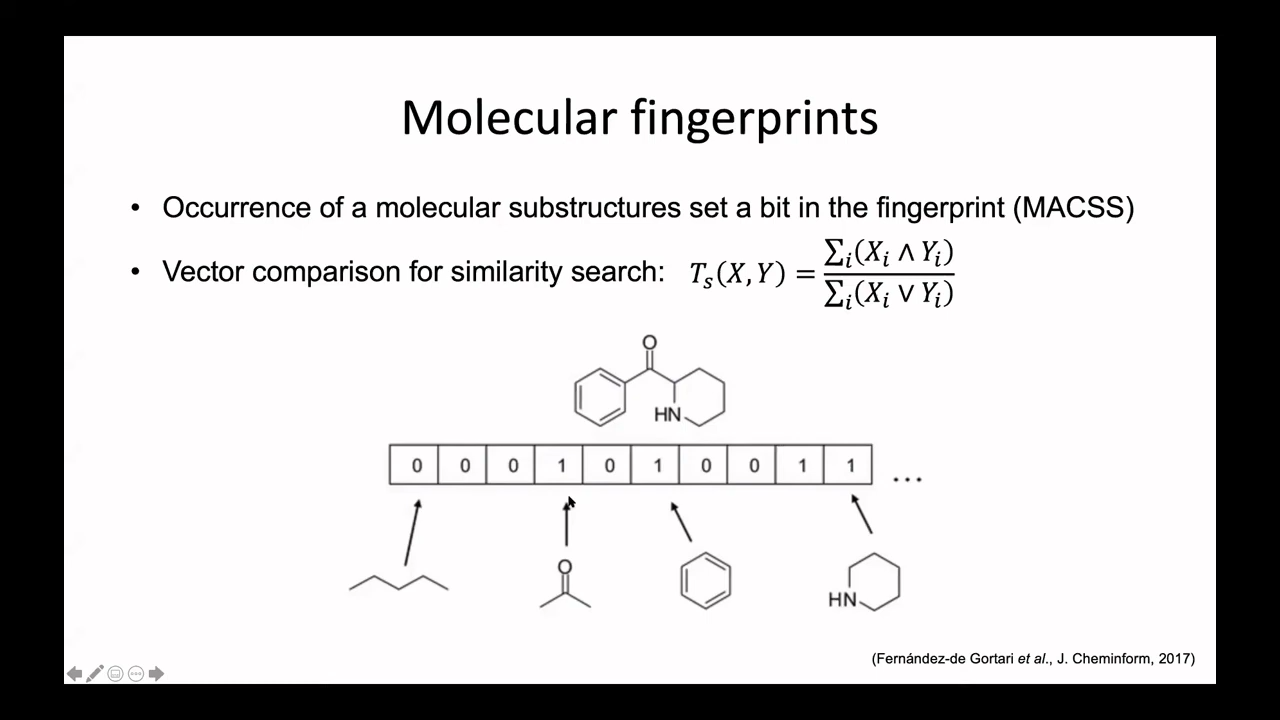 Molecular fingerprints
• Occurrence of a molecular substructures set a bit in the fingerprint (MACSS)
• Vector comparison for similarity search: Tₛ(X, Y) = ∑ᵢ(Xᵢ ∧ Yᵢ) / ∑ᵢ(Xᵢ ∨ Yᵢ)
O
HN
0 0 0 1 0 1 0 0 1 1 ...
O
HN
(Fernández-de Gortari et al., J. Cheminform, 2017)